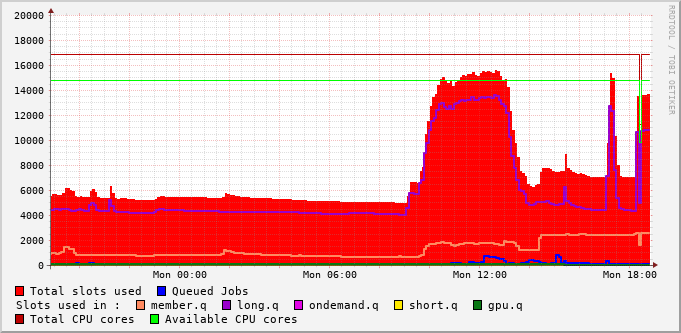 20000
18000
16000
14000
12000
10000
8000
6000
4000
2000
0
Mon 00:00 Mon 06:00 Mon 12:00 Mon 18:00
RRDTOOL / TOBI OETIKER
Total slots used Queued Jobs
Slots used in : member.q long.q ondemand.q short.q gpu.q
Total CPU cores Available CPU cores